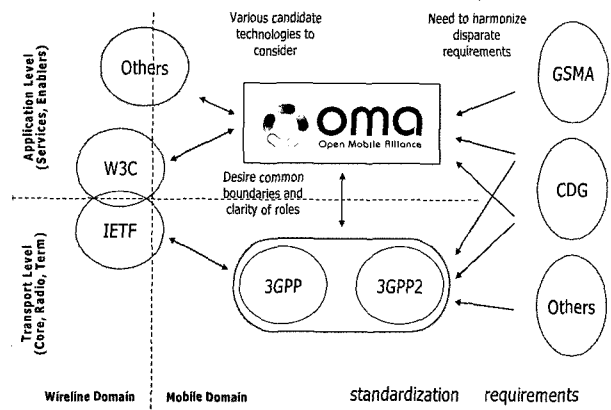 Various candidate
technologies to
consider
Need to harmonize
disparate
requirements
Application Level
(Services, Enablers)
Others
GSMA
oma
Open Mobile Alliance
W3C
Desire common
boundaries and
clarity of roles
CDG
IETF
Transport Level
(Core, Radio, Term)
3GPP
3GPP2
Others
Wireline Domain
Mobile Domain
standardization
requirements